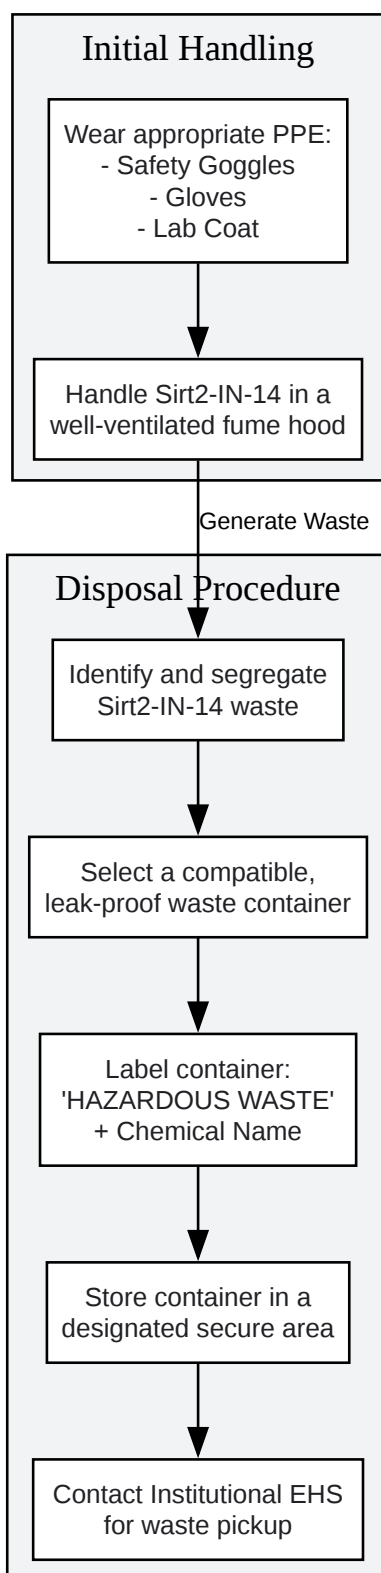 Initial Handling
Wear appropriate PPE:
- Safety Goggles
- Gloves
- Lab Coat
Handle Sirt2-IN-14 in a
well-ventilated fume hood
Generate Waste
Disposal Procedure
Identify and segregate
Sirt2-IN-14 waste
Select a compatible,
leak-proof waste container
Label container:
'HAZARDOUS WASTE'
+ Chemical Name
Store container in a
designated secure area
Contact Institutional EHS
for waste pickup